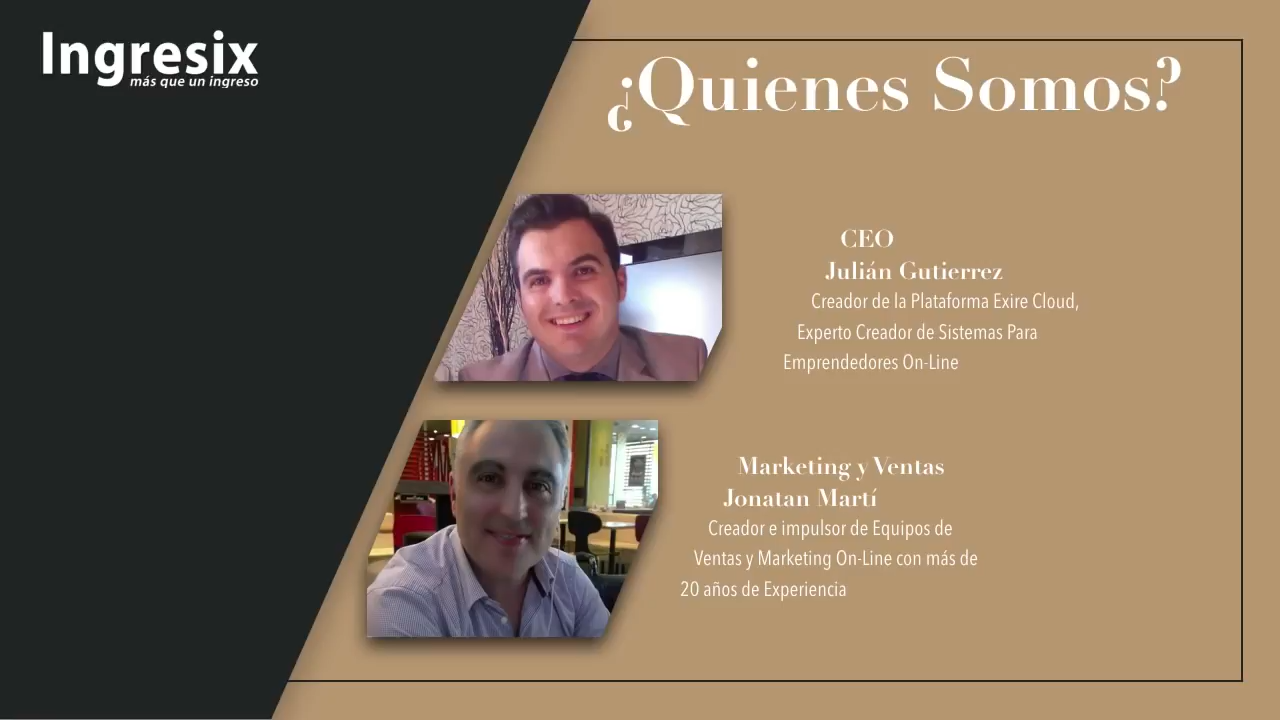 Ingresix
más que un ingreso
¿Quienes Somos?
CEO
Julián Gutierrez
Creador de la Plataforma Exire Cloud,
Experto Creador de Sistemas Para
Emprendedores On-Line
Marketing y Ventas
Jonatan Martí
Creador e impulsor de Equipos de
Ventas y Marketing On-Line con más de
20 años de Experiencia